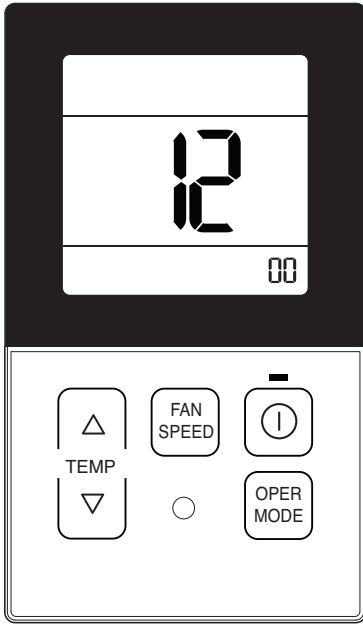 12
00
FAN
SPEED
TEMP
OPER
MODE